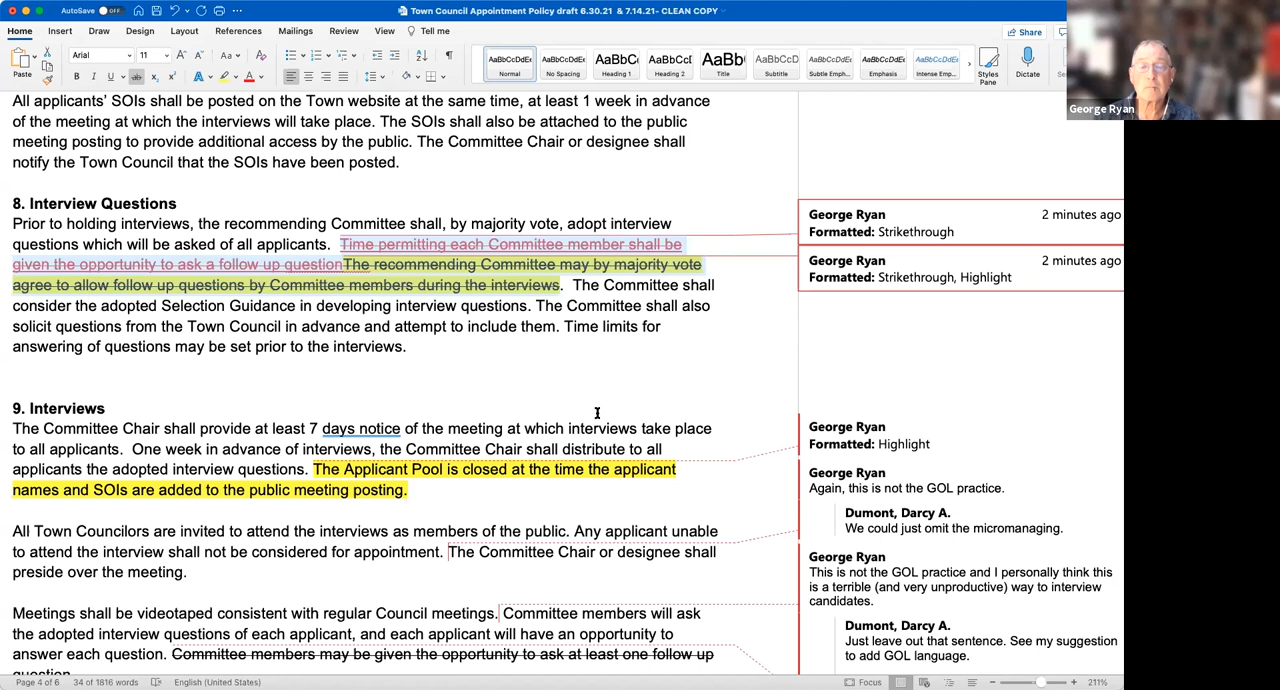 AutoSave OFF
Town Council Appointment Policy draft 6.30.21 & 7.14.21- CLEAN COPY
Home Insert Draw Design Layout References Mailings Review View Tell me Share
Paste Arial 11 Aa
B I U ab x₂ x² A A
AaBbCcDdEe AaBbCcDdEe AaBbC AaBbCcD AaBb AaBbCcD AaBbCcDdEe AaBbCcDdEe AaBbCcDdEe
Normal No Spacing Heading 1 Heading 2 Title Subtitle Subtle Emph... Emphasis Intense Emp... Styles Pane Dictate
George Ryan
All applicants' SOIs shall be posted on the Town website at the same time, at least 1 week in advance
of the meeting at which the interviews will take place. The SOIs shall also be attached to the public
meeting posting to provide additional access by the public. The Committee Chair or designee shall
notify the Town Council that the SOIs have been posted.
8. Interview Questions
Prior to holding interviews, the recommending Committee shall, by majority vote, adopt interview
questions which will be asked of all applicants. Time permitting each Committee member shall be
given the opportunity to ask a follow up questionThe recommending Committee may by majority vote
agree to allow follow up questions by Committee members during the interviews. The Committee shall
consider the adopted Selection Guidance in developing interview questions. The Committee shall also
solicit questions from the Town Council in advance and attempt to include them. Time limits for
answering of questions may be set prior to the interviews.
9. Interviews
The Committee Chair shall provide at least 7 days notice of the meeting at which interviews take place
to all applicants. One week in advance of interviews, the Committee Chair shall distribute to all
applicants the adopted interview questions. The Applicant Pool is closed at the time the applicant
names and SOIs are added to the public meeting posting.
All Town Councilors are invited to attend the interviews as members of the public. Any applicant unable
to attend the interview shall not be considered for appointment. The Committee Chair or designee shall
preside over the meeting.
Meetings shall be videotaped consistent with regular Council meetings. Committee members will ask
the adopted interview questions of each applicant, and each applicant will have an opportunity to
answer each question. Committee members may be given the opportunity to ask at least one follow up
question
George Ryan 2 minutes ago
Formatted: Strikethrough
George Ryan 2 minutes ago
Formatted: Strikethrough, Highlight
George Ryan
Formatted: Highlight
George Ryan
Again, this is not the GOL practice.
Dumont, Darcy A.
We could just omit the micromanaging.
George Ryan
This is not the GOL practice and I personally think this
is a terrible (and very unproductive) way to interview
candidates.
Dumont, Darcy A.
Just leave out that sentence. See my suggestion
to add GOL language.
Page 4 of 6 34 of 1816 words English (United States) Focus 211%